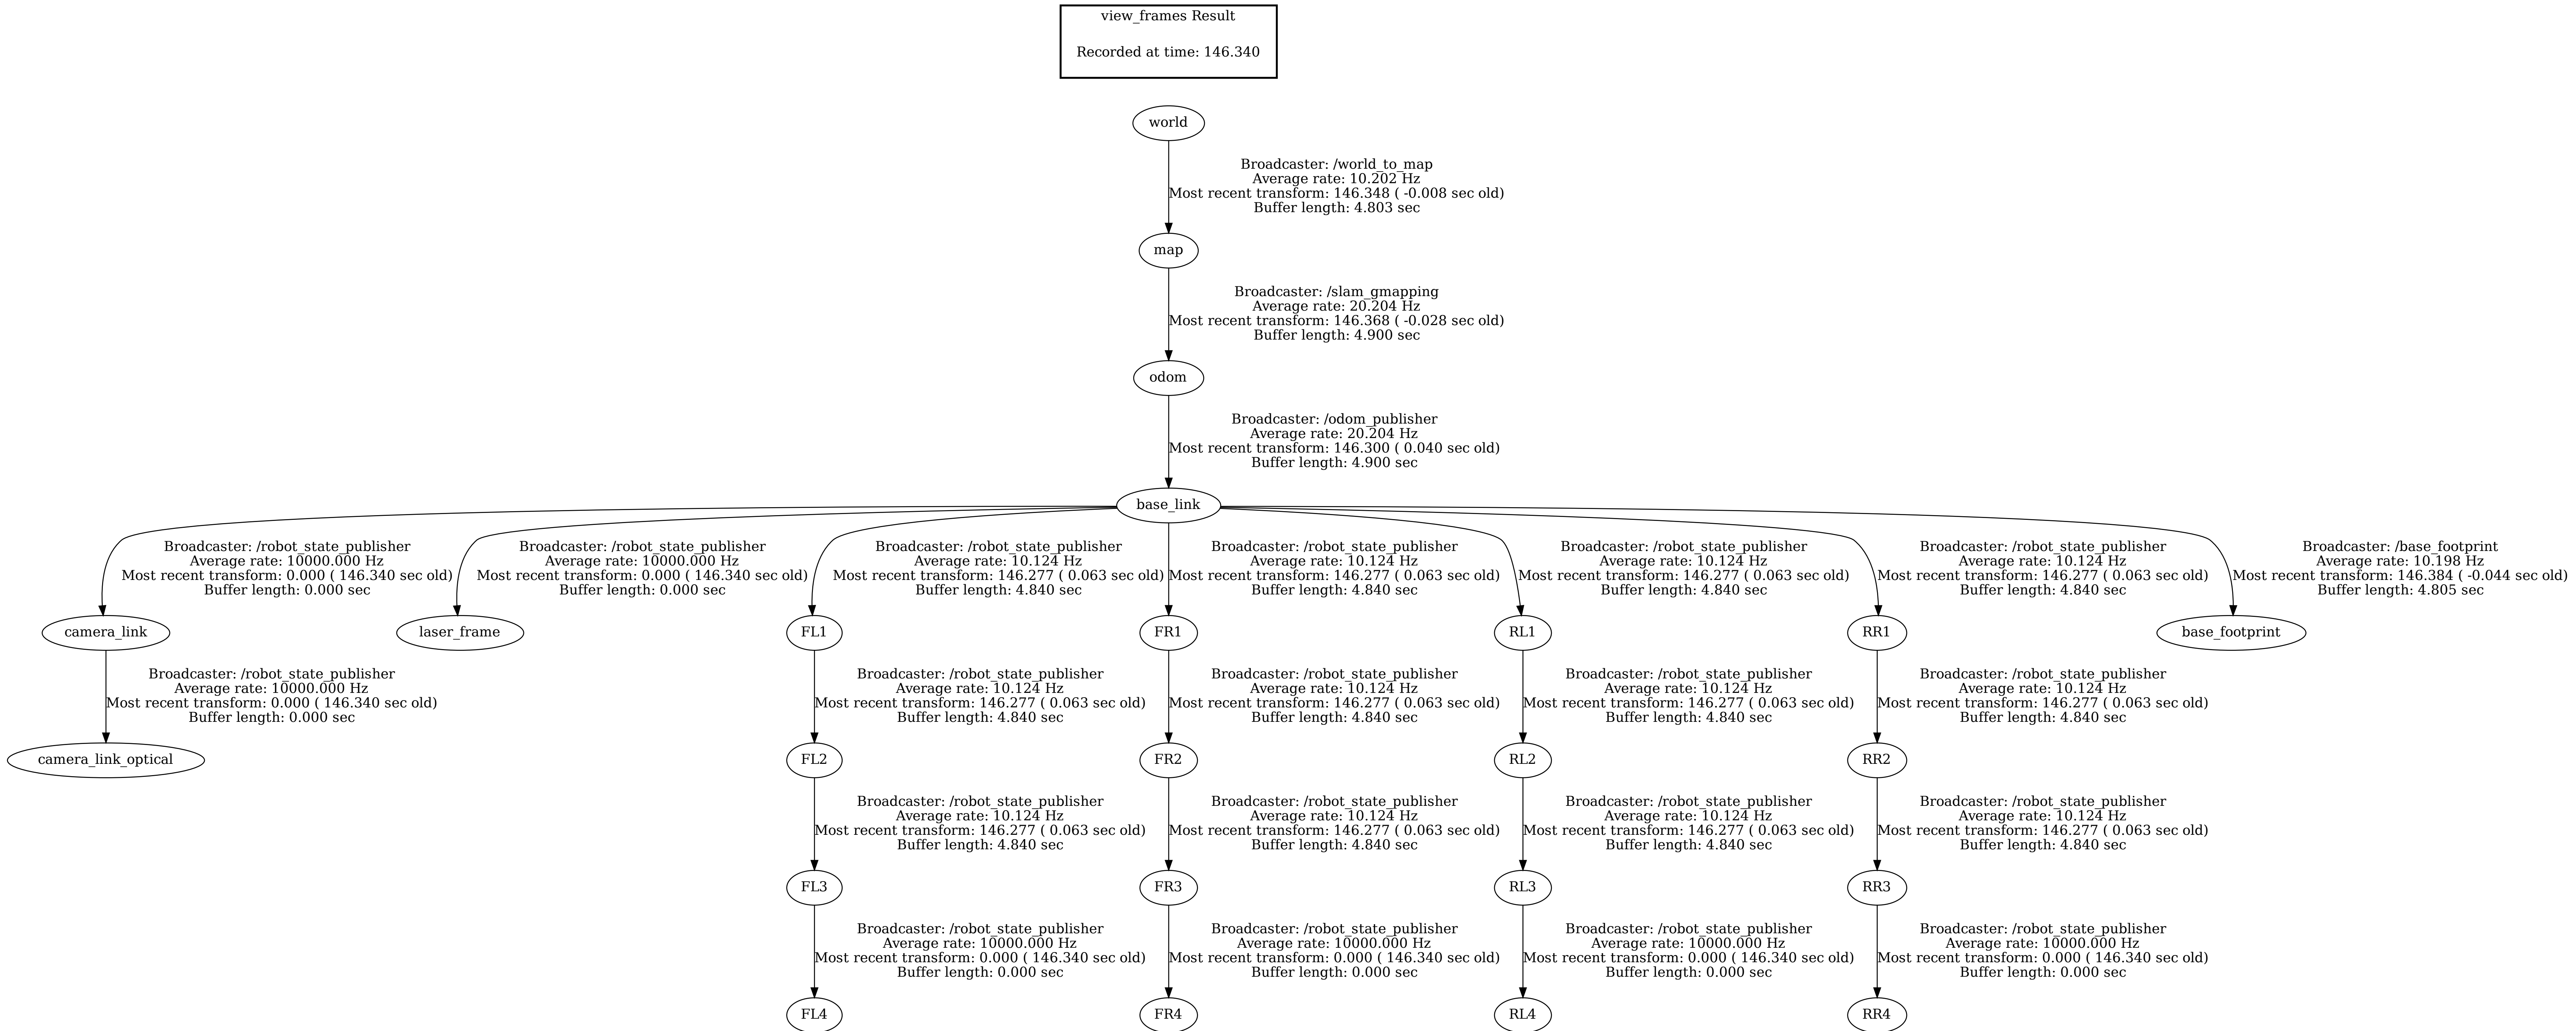 view_frames Result
Recorded at time: 146.340
world
Broadcaster: /world_to_map
Average rate: 10.202 Hz
Most recent transform: 146.348 ( -0.008 sec old)
Buffer length: 4.803 sec
map
Broadcaster: /slam_gmapping
Average rate: 20.204 Hz
Most recent transform: 146.368 ( -0.028 sec old)
Buffer length: 4.900 sec
odom
Broadcaster: /odom_publisher
Average rate: 20.204 Hz
Most recent transform: 146.300 ( 0.040 sec old)
Buffer length: 4.900 sec
base_link
Broadcaster: /robot_state_publisher
Average rate: 10000.000 Hz
Most recent transform: 0.000 ( 146.340 sec old)
Buffer length: 0.000 sec
Broadcaster: /robot_state_publisher
Average rate: 10000.000 Hz
Most recent transform: 0.000 ( 146.340 sec old)
Buffer length: 0.000 sec
Broadcaster: /robot_state_publisher
Average rate: 10.124 Hz
Most recent transform: 146.277 ( 0.063 sec old)
Buffer length: 4.840 sec
Broadcaster: /robot_state_publisher
Average rate: 10.124 Hz
Most recent transform: 146.277 ( 0.063 sec old)
Buffer length: 4.840 sec
Broadcaster: /robot_state_publisher
Average rate: 10.124 Hz
Most recent transform: 146.277 ( 0.063 sec old)
Buffer length: 4.840 sec
Broadcaster: /robot_state_publisher
Average rate: 10.124 Hz
Most recent transform: 146.277 ( 0.063 sec old)
Buffer length: 4.840 sec
Broadcaster: /base_footprint
Average rate: 10.198 Hz
Most recent transform: 146.384 ( -0.044 sec old)
Buffer length: 4.805 sec
camera_link
laser_frame
FL1
FR1
RL1
RR1
base_footprint
Broadcaster: /robot_state_publisher
Average rate: 10000.000 Hz
Most recent transform: 0.000 ( 146.340 sec old)
Buffer length: 0.000 sec
Broadcaster: /robot_state_publisher
Average rate: 10.124 Hz
Most recent transform: 146.277 ( 0.063 sec old)
Buffer length: 4.840 sec
Broadcaster: /robot_state_publisher
Average rate: 10.124 Hz
Most recent transform: 146.277 ( 0.063 sec old)
Buffer length: 4.840 sec
Broadcaster: /robot_state_publisher
Average rate: 10.124 Hz
Most recent transform: 146.277 ( 0.063 sec old)
Buffer length: 4.840 sec
Broadcaster: /robot_state_publisher
Average rate: 10.124 Hz
Most recent transform: 146.277 ( 0.063 sec old)
Buffer length: 4.840 sec
camera_link_optical
FL2
FR2
RL2
RR2
Broadcaster: /robot_state_publisher
Average rate: 10.124 Hz
Most recent transform: 146.277 ( 0.063 sec old)
Buffer length: 4.840 sec
Broadcaster: /robot_state_publisher
Average rate: 10.124 Hz
Most recent transform: 146.277 ( 0.063 sec old)
Buffer length: 4.840 sec
Broadcaster: /robot_state_publisher
Average rate: 10.124 Hz
Most recent transform: 146.277 ( 0.063 sec old)
Buffer length: 4.840 sec
Broadcaster: /robot_state_publisher
Average rate: 10.124 Hz
Most recent transform: 146.277 ( 0.063 sec old)
Buffer length: 4.840 sec
FL3
FR3
RL3
RR3
Broadcaster: /robot_state_publisher
Average rate: 10000.000 Hz
Most recent transform: 0.000 ( 146.340 sec old)
Buffer length: 0.000 sec
Broadcaster: /robot_state_publisher
Average rate: 10000.000 Hz
Most recent transform: 0.000 ( 146.340 sec old)
Buffer length: 0.000 sec
Broadcaster: /robot_state_publisher
Average rate: 10000.000 Hz
Most recent transform: 0.000 ( 146.340 sec old)
Buffer length: 0.000 sec
Broadcaster: /robot_state_publisher
Average rate: 10000.000 Hz
Most recent transform: 0.000 ( 146.340 sec old)
Buffer length: 0.000 sec
FL4
FR4
RL4
RR4